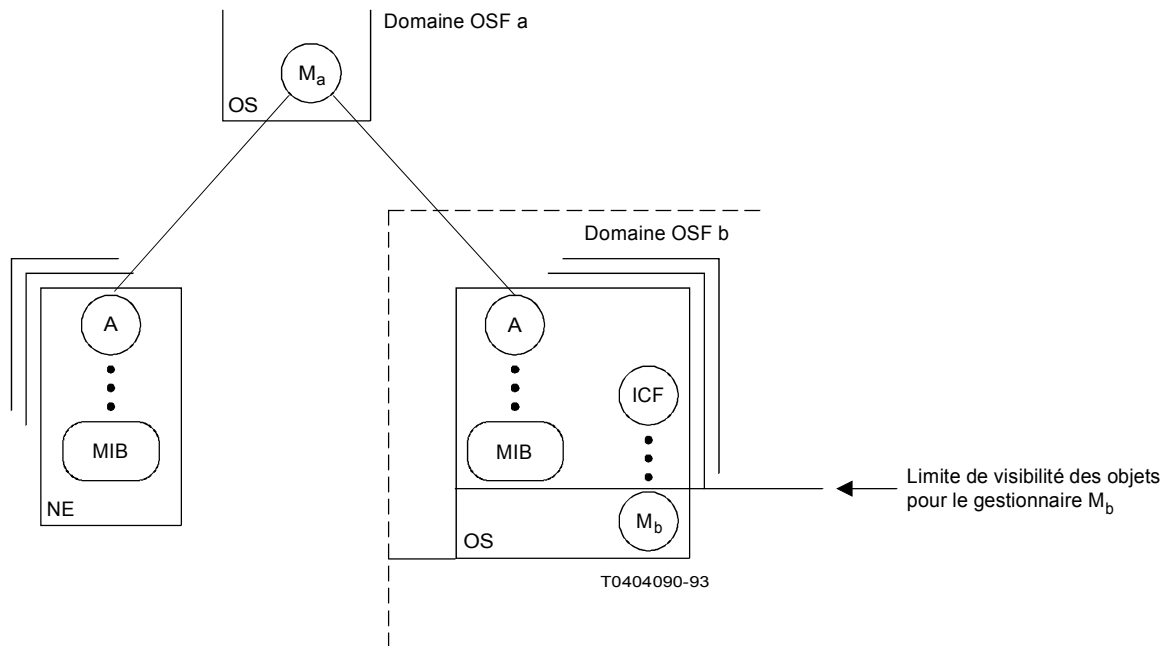 Domaine OSF a
Ma
OS
Domaine OSF b
A
A
ICF
MIB
MIB
Limite de visibilité des objets
pour le gestionnaire Mb
NE
Mb
OS
T0404090-93